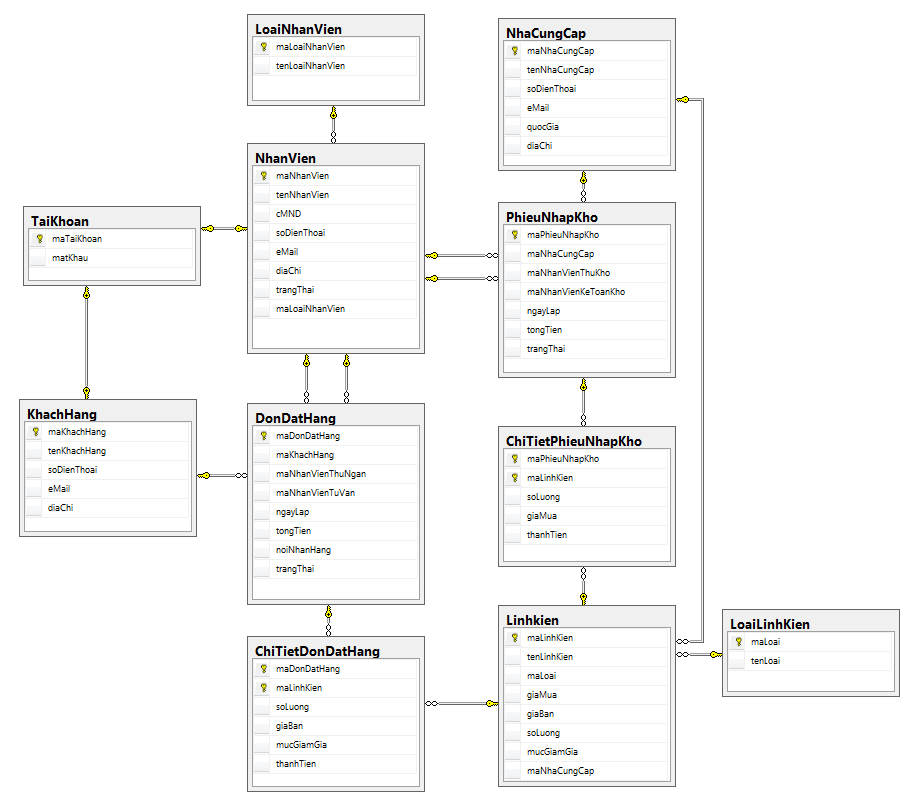 LoaiNhanVien
maLoaiNhanVien
tenLoaiNhanVien
NhaCungCap
maNhaCungCap
tenNhaCungCap
soDienThoai
eMail
quocGia
diaChi
NhanVien
maNhanVien
tenNhanVien
cMND
soDienThoai
eMail
diaChi
trangThai
maLoaiNhanVien
TaiKhoan
maTaiKhoan
matKhau
PhieuNhapKho
maPhieuNhapKho
maNhaCungCap
maNhanVienThuKho
maNhanVienKeToanKho
ngayLap
tongTien
trangThai
KhachHang
maKhachHang
tenKhachHang
soDienThoai
eMail
diaChi
DonDatHang
maDonDatHang
maKhachHang
maNhanVienThuNgan
maNhanVienTuVan
ngayLap
tongTien
noiNhanHang
trangThai
ChiTietPhieuNhapKho
maPhieuNhapKho
maLinhKien
soLuong
giaMua
thanhTien
ChiTietDonDatHang
maDonDatHang
maLinhKien
soLuong
giaBan
mucGiamGia
thanhTien
Linhkien
maLinhKien
tenLinhKien
maLoai
giaMua
giaBan
soLuong
mucGiamGia
maNhaCungCap
LoaiLinhKien
maLoai
tenLoai